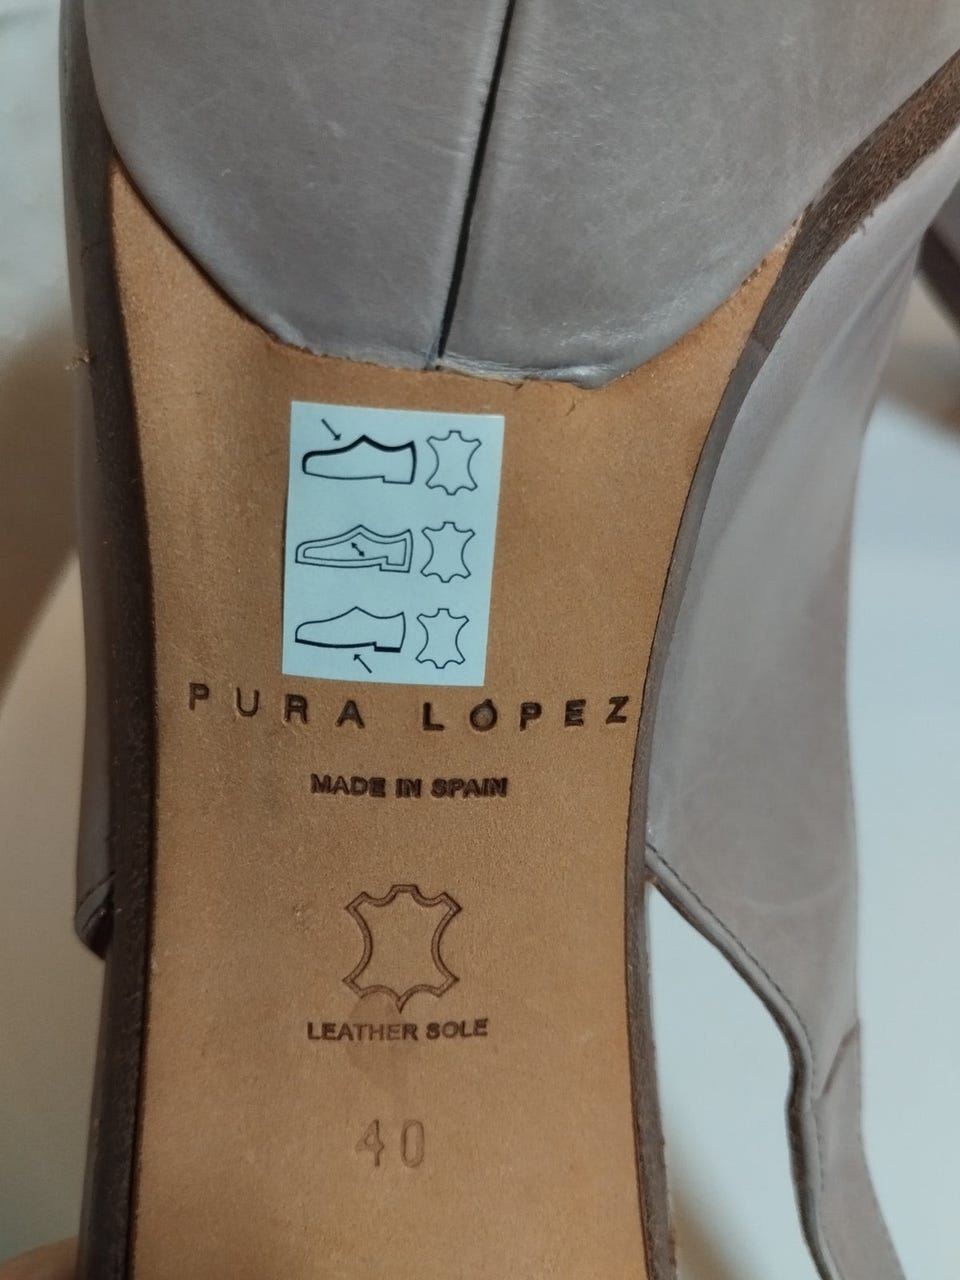 PURA LÓPEZ
MADE IN SPAIN
LEATHER SOLE
40